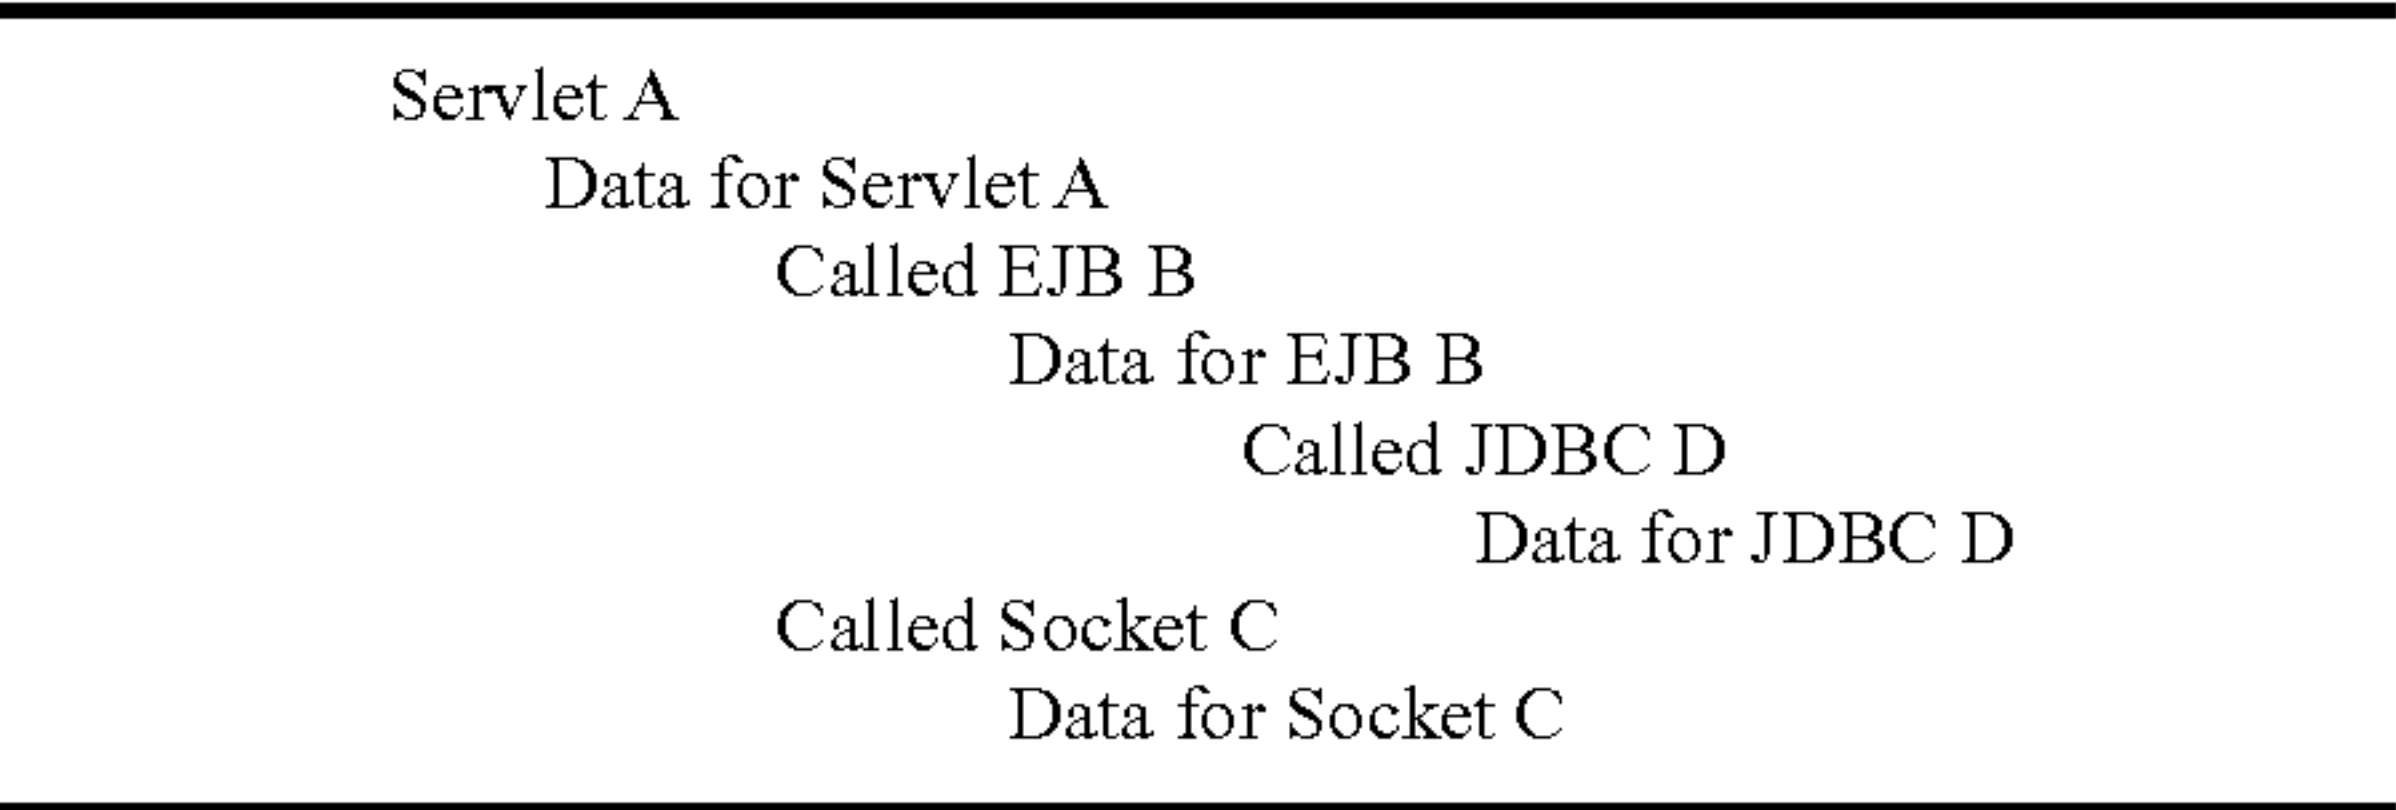 Servlet A
Data for Servlet A
Called EJB B
Data for EJB B
Called JDBC D
Data for JDBC D
Called Socket C
Data for Socket C